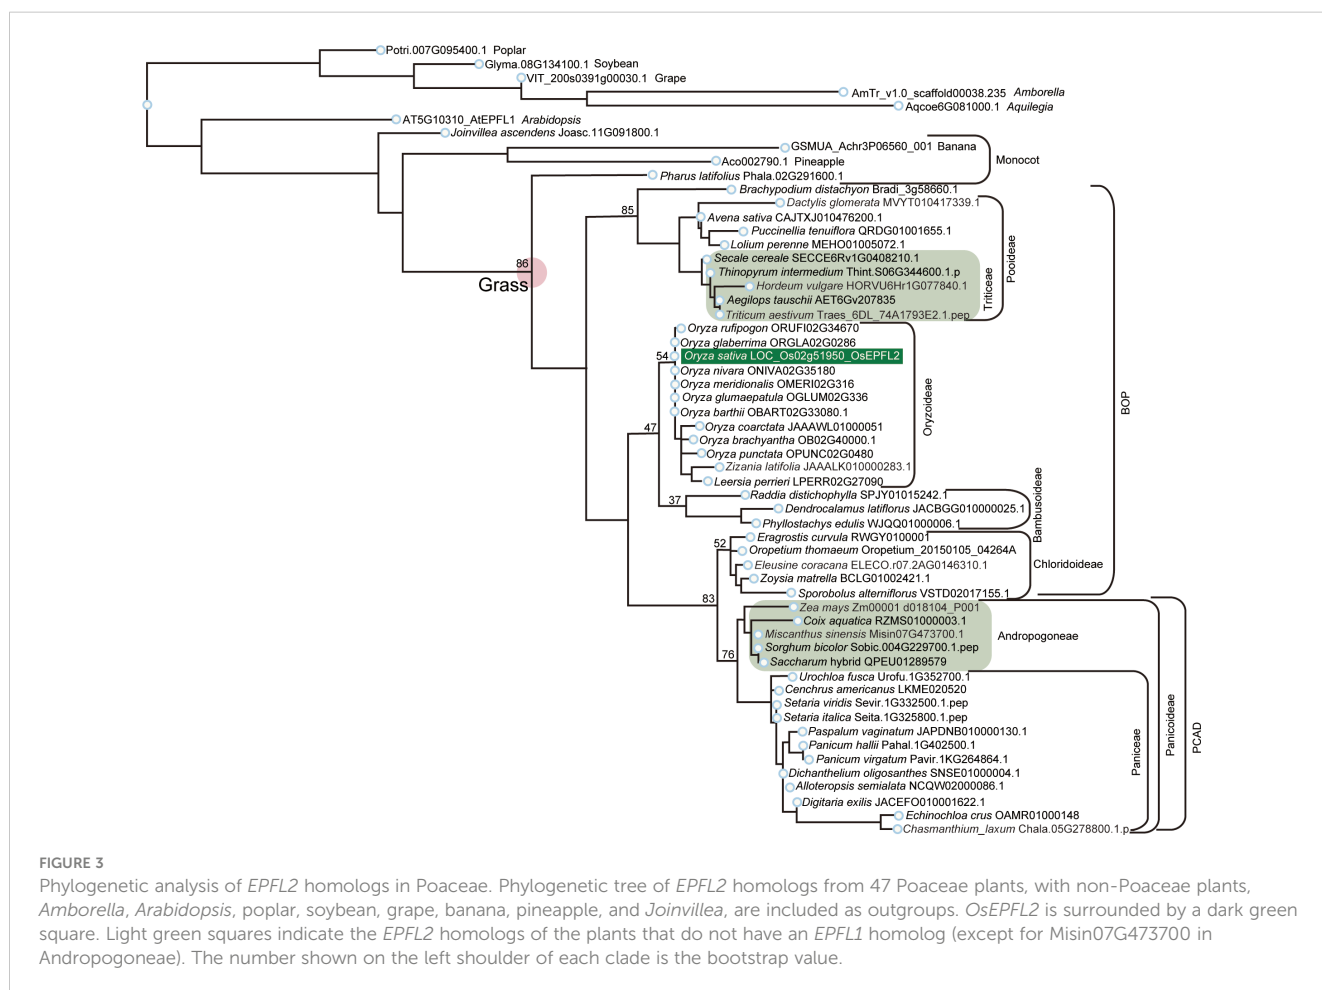 Potri.007G095400.1 Poplar
Glyma.08G134100.1 Soybean
VIT_200s0391g00030.1 Grape
AmTr_v1.0_scaffold00038.235 Amborella
Aqcoe6G081000.1 Aquilegia
AT5G10310_AtEPFL1 Arabidopsis
Joinvillea ascendens Joasc.11G091800.1
GSMUA_Achr3P06560_001 Banana
Aco002790.1 Pineapple
Monocot
Pharus latifolius Phala.02G291600.1
Brachypodium distachyon Bradi_3g58660.1
85
Dactylis glomerata MVYT010417339.1
Avena sativa CAJTXJ010476200.1
Puccinellia tenuiflora QRDG01001655.1
Lolium perenne MEHO01005072.1
Pooideae
Secale cereale SECCE6Rv1G0408210.1
86
Thinopyrum intermedium Thint.S06G344600.1.p
Grass
Hordeum vulgare HORVU6Hr1G077840.1
Triticeae
Aegilops tauschii AET6Gv207835
Triticum aestivum Traes_6DL_74A1793E2.1.pep
Oryza rufipogon ORUFI02G34670
Oryza glaberrima ORGLA02G0286
54
Oryza sativa LOC_Os02g51950_OsEPFL2
Oryza nivara ONIVA02G35180
Oryza meridionalis OMERI02G316
Oryza glumaepatula OGLUM02G336
Oryza barthii OBART02G33080.1
Oryzoideae
BOP
47
Oryza coarctata JAAAWL01000051
Oryza brachyantha OB02G40000.1
Oryza punctata OPUNC02G0480
Zizania latifolia JAAALK010000283.1
Leersia perrieri LPERR02G27090
37
Raddia distichophylla SPJY01015242.1
Dendrocalamus latiflorus JACBGG010000025.1
Phyllostachys edulis WJQQ01000006.1
Bambusoideae
52
Eragrostis curvula RWGY0100001
Oropetium thomaeum Oropetium_20150105_04264A
Eleusine coracana ELECO.r07.2AG0146310.1
Chloridoideae
Zoysia matrella BCLG01002421.1
Sporobolus alterniflorus VSTD02017155.1
83
Zea mays Zm00001 d018104_P001
Coix aquatica RZMS01000003.1
Miscanthus sinensis Misin07G473700.1
Andropogoneae
Sorghum bicolor Sobic.004G229700.1.pep
76
Saccharum hybrid QPEU01289579
Urochloa fusca Urofu.1G352700.1
Cenchrus americanus LKME020520
Setaria viridis Sevir.1G332500.1.pep
Setaria italica Seita.1G325800.1.pep
Paspalum vaginatum JAPDNB010000130.1
Panicum hallii Pahal.1G402500.1
Panicum virgatum Pavir.1KG264864.1
Paniceae
Panicoideae
PCAD
Dichanthelium oligosanthes SNSE01000004.1
Alloteropsis semialata NCQW02000086.1
Digitaria exilis JACEFO010001622.1
Echinochloa crus OAMR01000148
Chasmanthium_laxum Chala.05G278800.1.p
FIGURE 3
Phylogenetic analysis of EPFL2 homologs in Poaceae. Phylogenetic tree of EPFL2 homologs from 47 Poaceae plants, with non-Poaceae plants,
Amborella, Arabidopsis, poplar, soybean, grape, banana, pineapple, and Joinvillea, are included as outgroups. OsEPFL2 is surrounded by a dark green
square. Light green squares indicate the EPFL2 homologs of the plants that do not have an EPFL1 homolog (except for Misin07G473700 in
Andropogoneae). The number shown on the left shoulder of each clade is the bootstrap value.